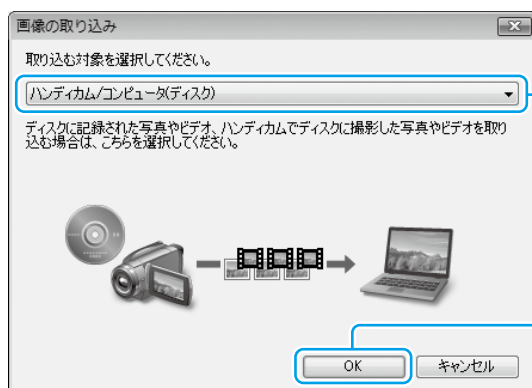 画像の取り込み
取り込む対象を選択してください。
ハンディカム/コンピュータ(ディスク)
ディスクに記録された写真やビデオ、ハンディカムでディスクに撮影した写真やビデオを取り
込む場合は、こちらを選択してください。
OK
キャンセル